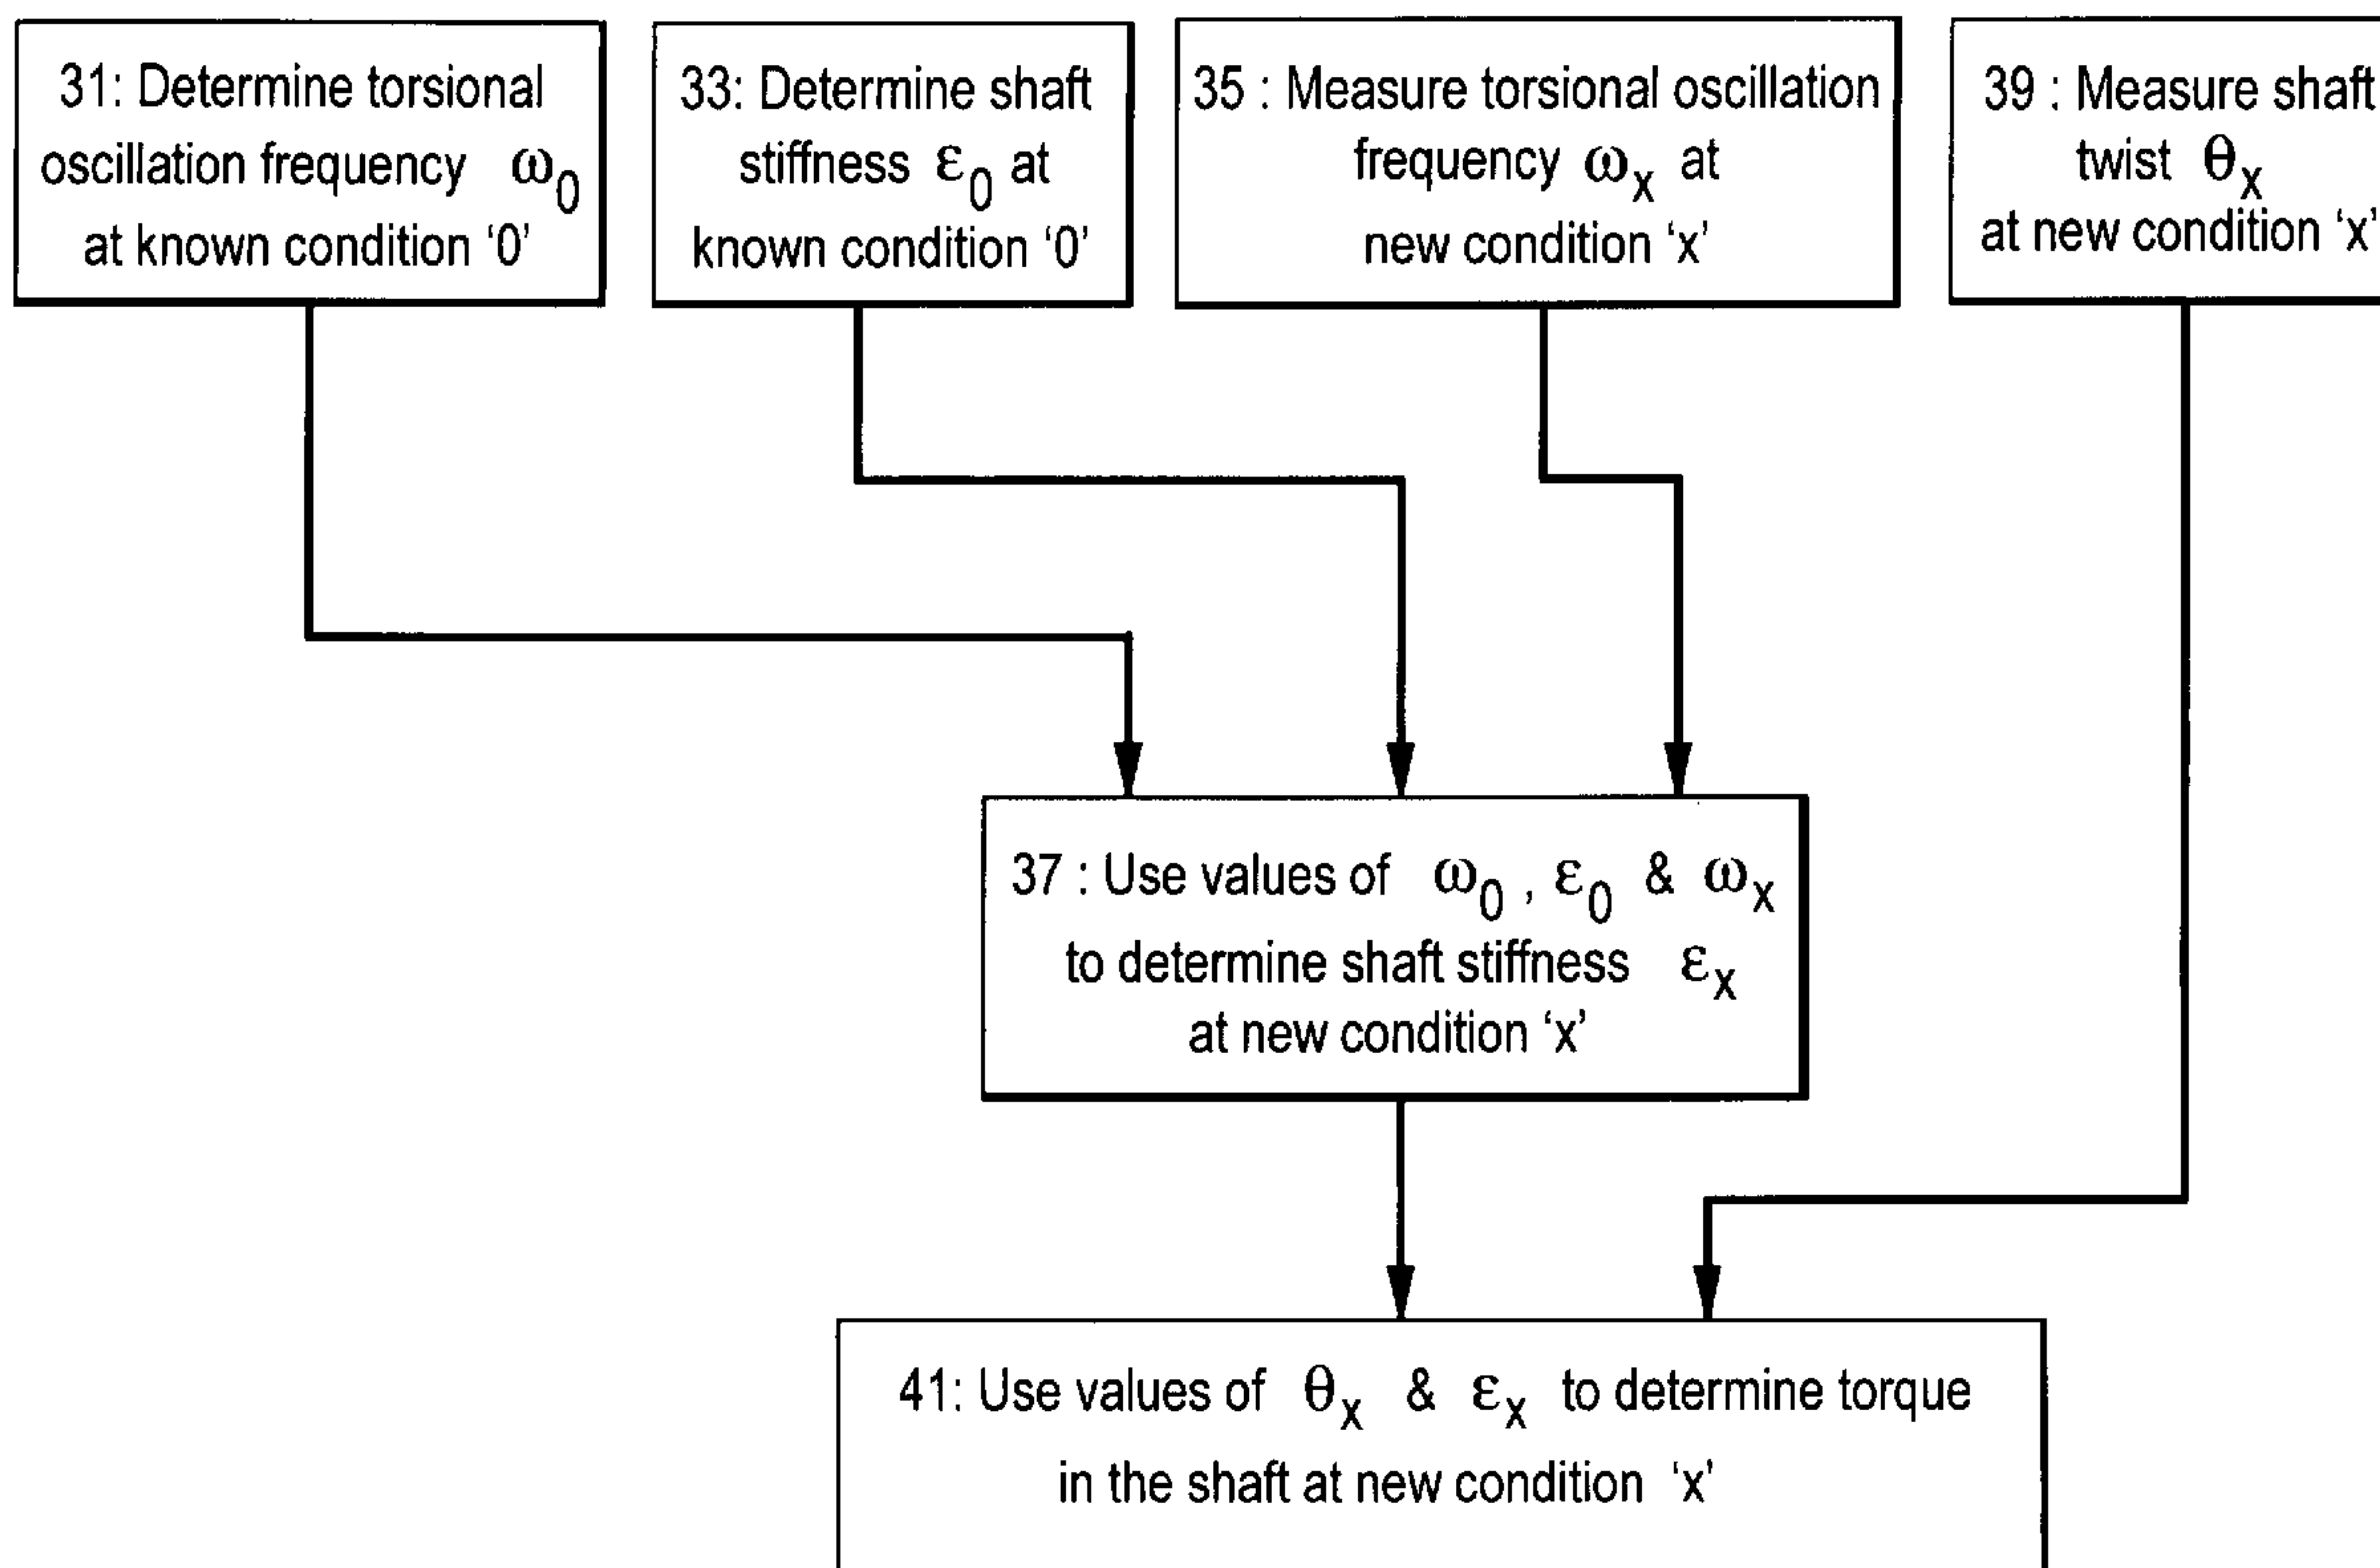 31: Determine torsional
oscillation frequency ω₀
at known condition ‘0’
33: Determine shaft
stiffness ε₀ at
known condition ‘0’
35 : Measure torsional oscillation
frequency ωₓ at
new condition ‘x’
39 : Measure shaft
twist θₓ
at new condition ‘x’
37 : Use values of ω₀ , ε₀ & ωₓ
to determine shaft stiffness εₓ
at new condition ‘x’
41: Use values of θₓ & εₓ to determine torque
in the shaft at new condition ‘x’